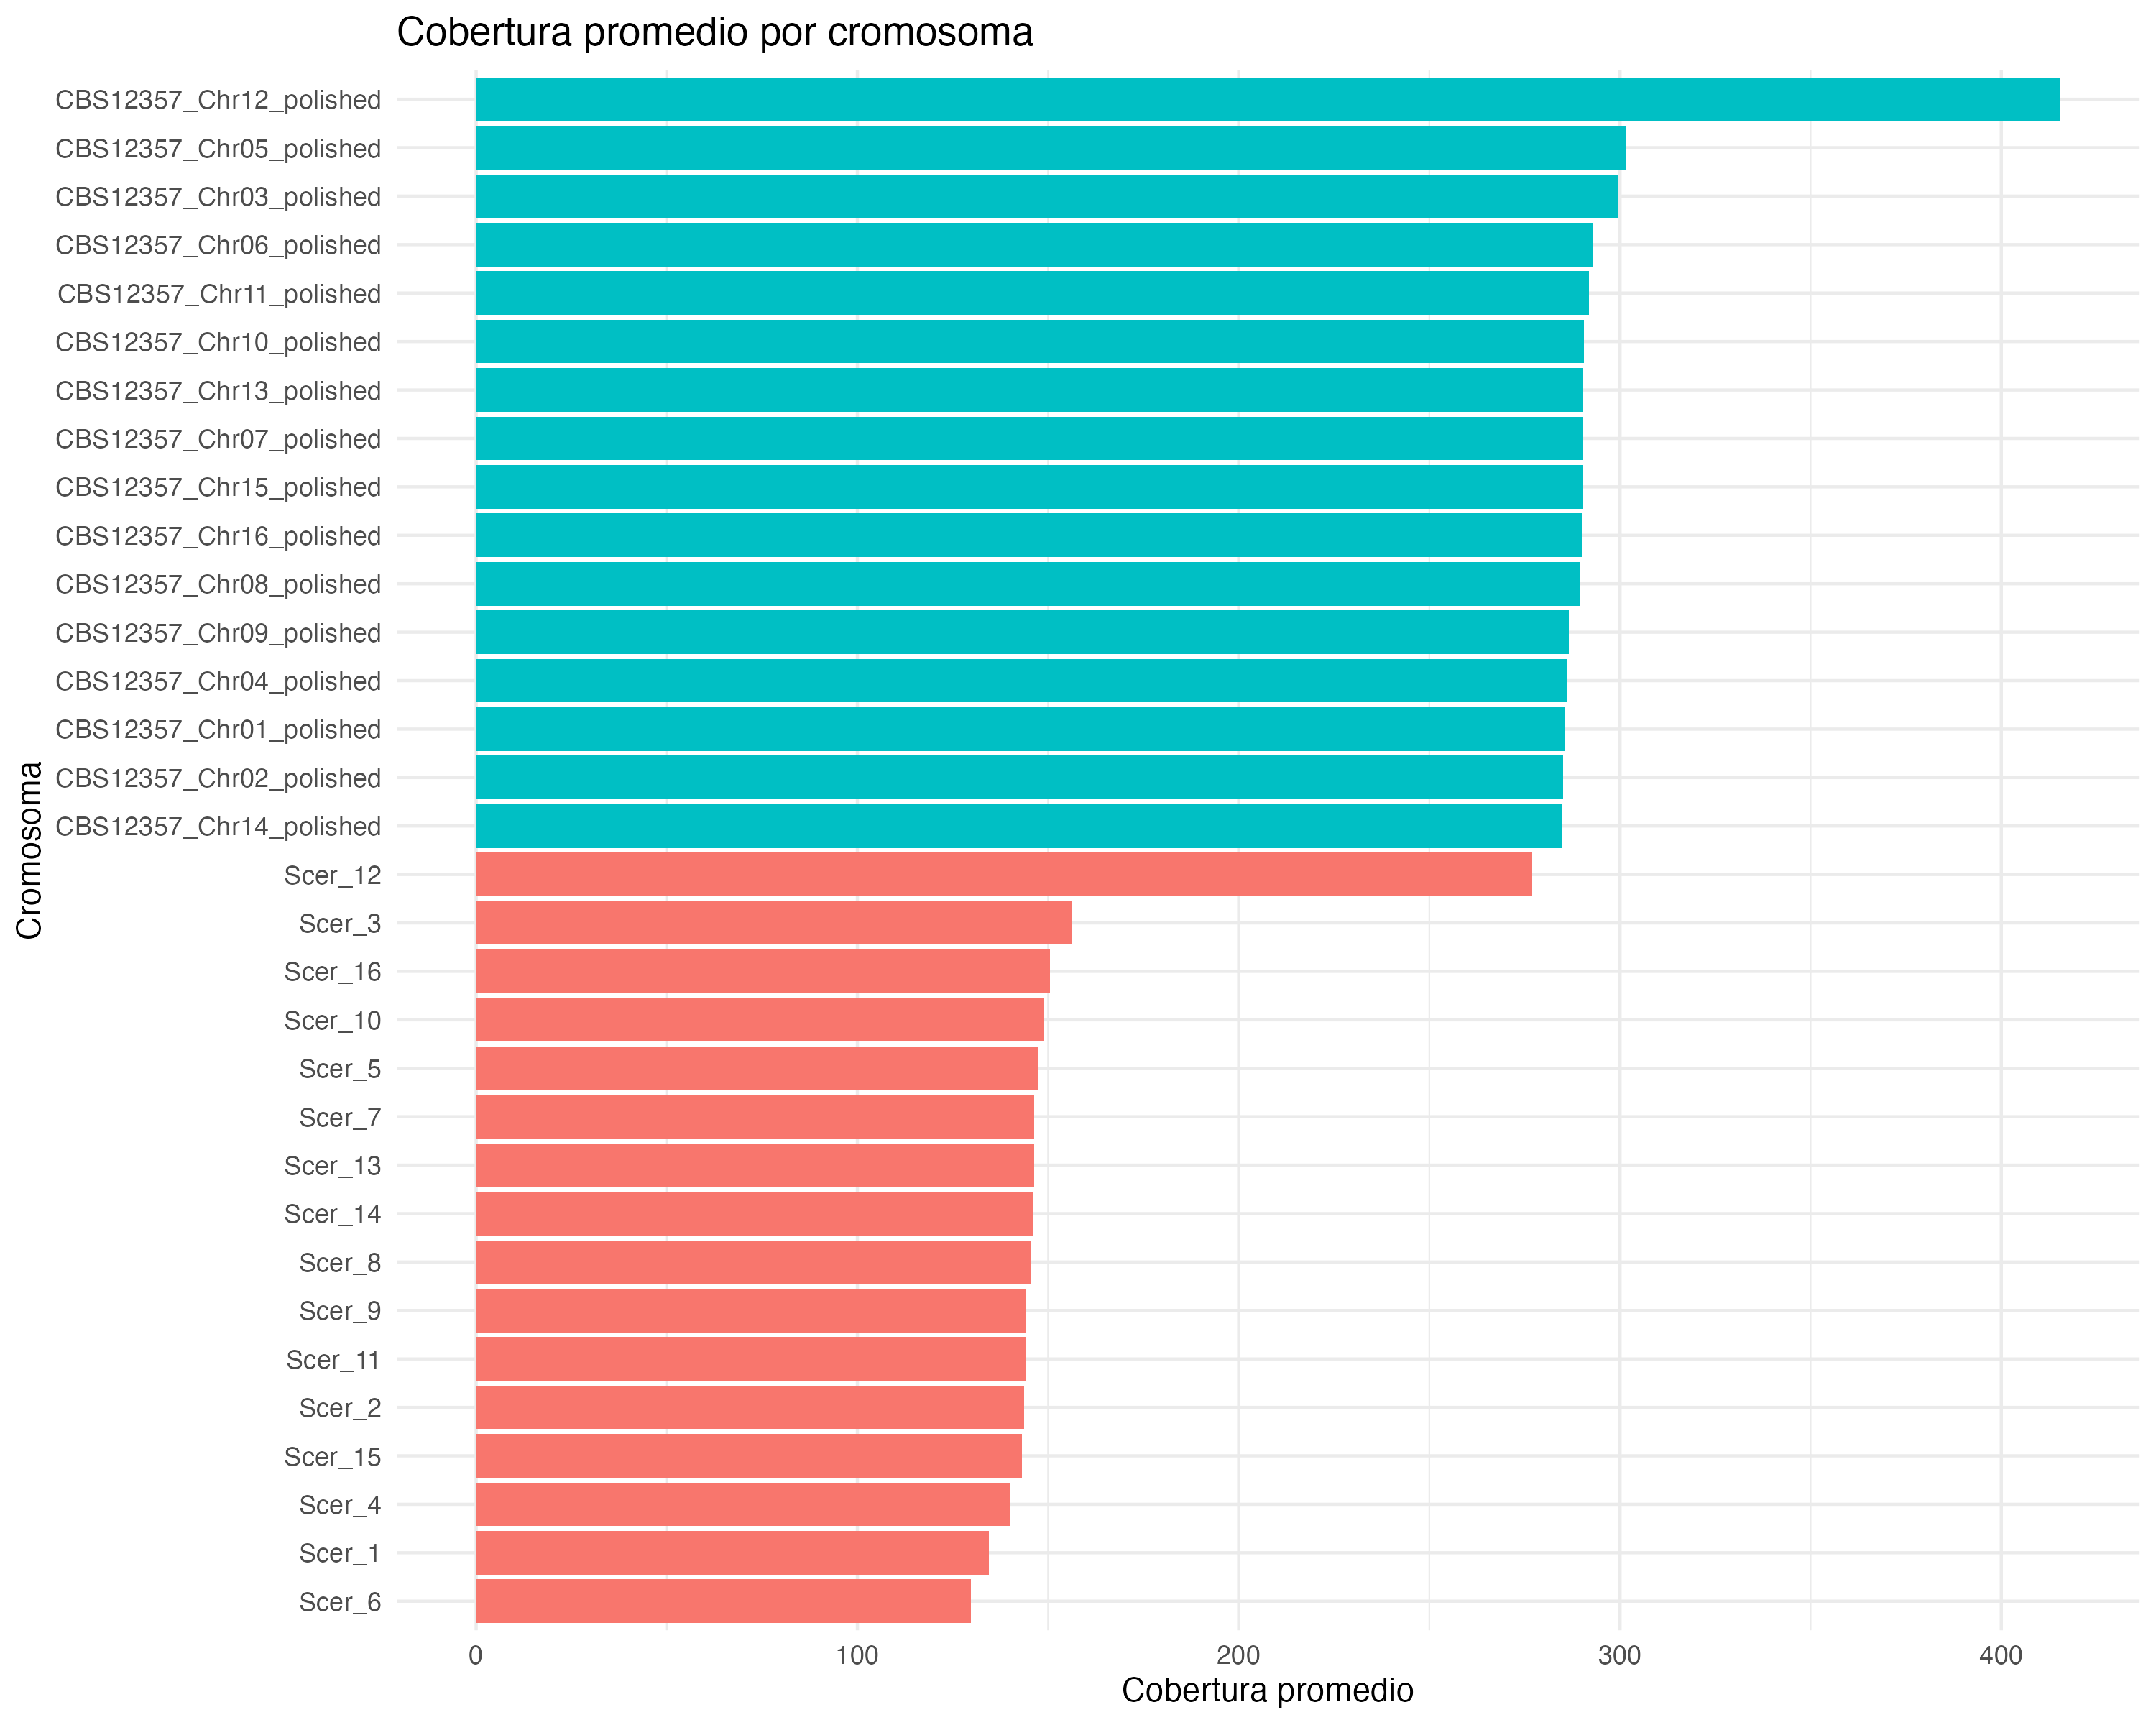 Cobertura promedio por cromosoma
CBS12357_Chr12_polished
CBS12357_Chr05_polished
CBS12357_Chr03_polished
CBS12357_Chr06_polished
CBS12357_Chr11_polished
CBS12357_Chr10_polished
CBS12357_Chr13_polished
CBS12357_Chr07_polished
CBS12357_Chr15_polished
CBS12357_Chr16_polished
CBS12357_Chr08_polished
CBS12357_Chr09_polished
CBS12357_Chr04_polished
CBS12357_Chr01_polished
CBS12357_Chr02_polished
CBS12357_Chr14_polished
Scer_12
Scer_3
Scer_16
Scer_10
Scer_5
Scer_7
Scer_13
Scer_14
Scer_8
Scer_9
Scer_11
Scer_2
Scer_15
Scer_4
Scer_1
Scer_6
Cromosoma
0 100 200 300 400
Cobertura promedio